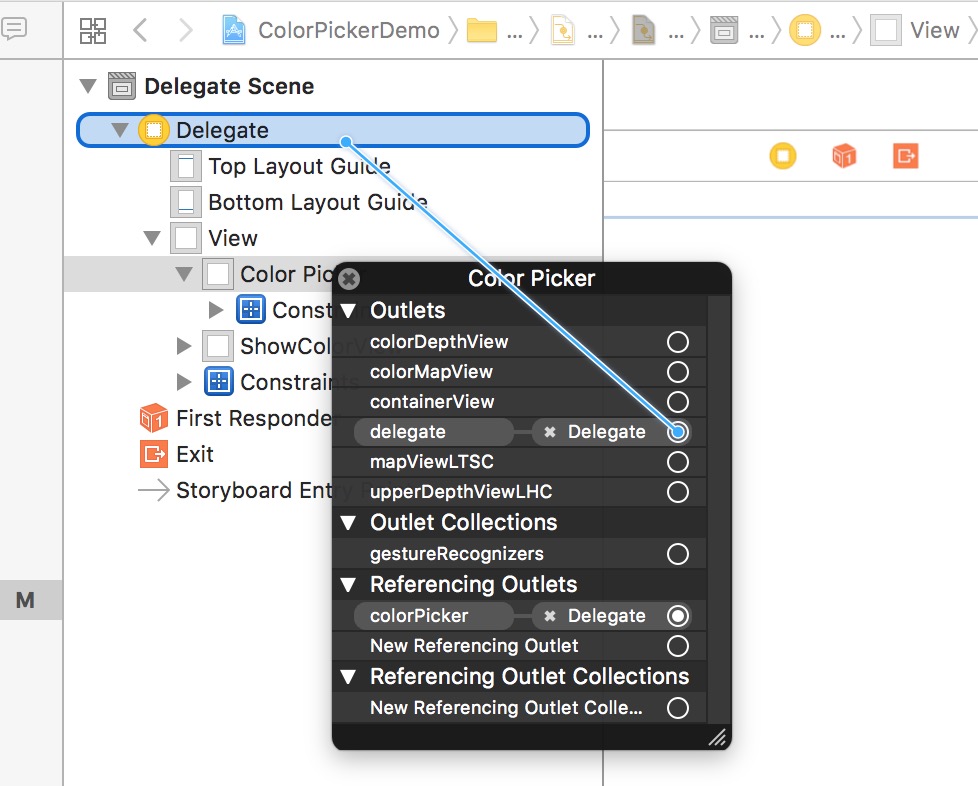 ColorPickerDemo ... ... ... ... ... View
Delegate Scene
Delegate
Top Layout Guide
Bottom Layout Guide
View
Color Pic
Const
ShowColorView
Constraints
First Responder
Exit
Storyboard Entry
M
Color Picker
Outlets
colorDepthView
colorMapView
containerView
delegate ✖ Delegate
mapViewLTSC
upperDepthViewLHC
Outlet Collections
gestureRecognizers
Referencing Outlets
colorPicker ✖ Delegate
New Referencing Outlet
Referencing Outlet Collections
New Referencing Outlet Colle...